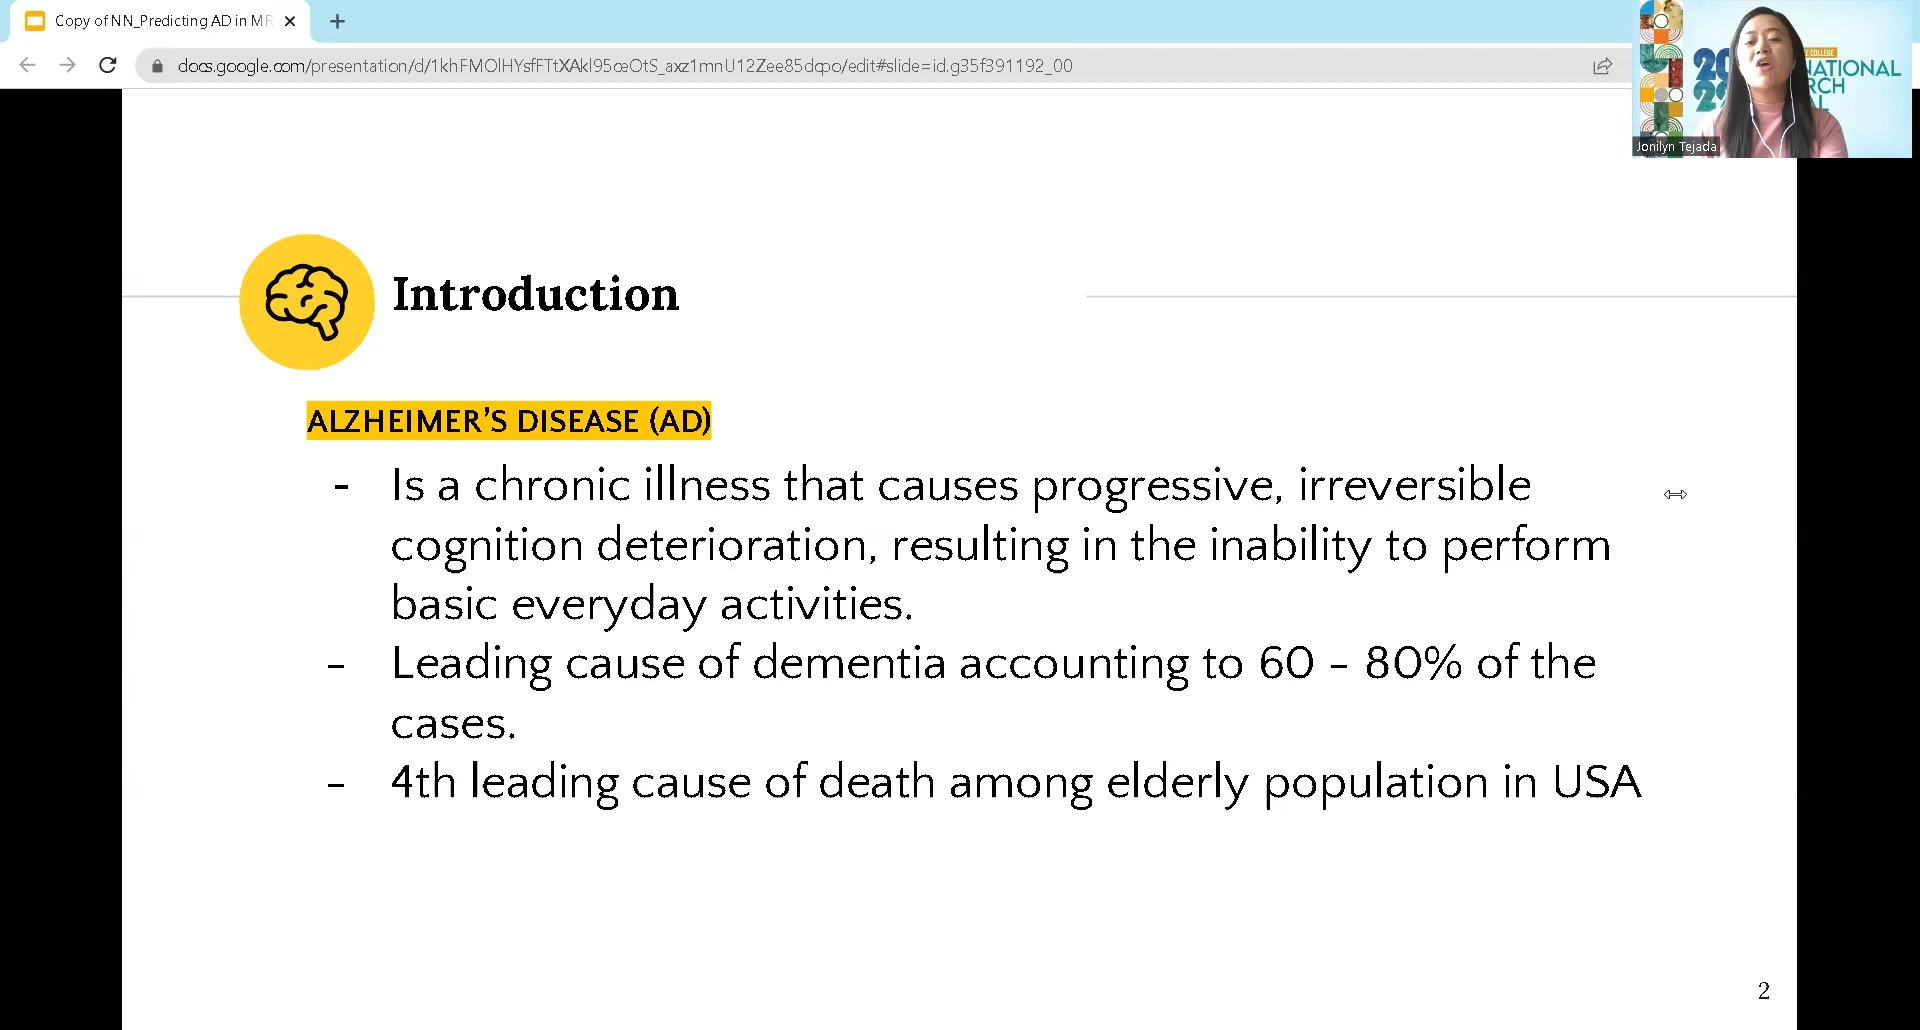 Copy of NN_Predicting AD in MR
docs.google.com/presentation/d/1khFMOlHYsfFTtXAkl95ceOtS_axz1mnU12Zee85dqpo/edit#slide=id.g35f391192_00
COLLEGE
NATIONAL
Jonilyn Tejada
Introduction
ALZHEIMER’S DISEASE (AD)
- Is a chronic illness that causes progressive, irreversible
cognition deterioration, resulting in the inability to perform
basic everyday activities.
- Leading cause of dementia accounting to 60 - 80% of the
cases.
- 4th leading cause of death among elderly population in USA
2